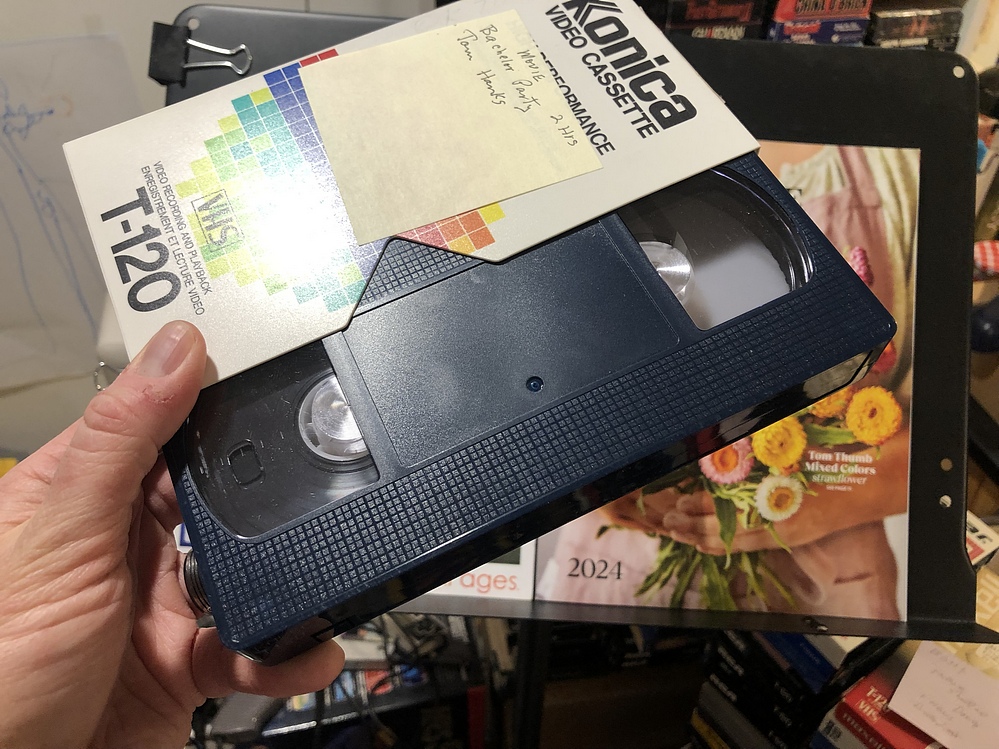 Konica
VIDEO CASSETTE
PERFORMANCE
MOVIE
Bachelor Party 2 Hrs
Tom Hanks
VHS
VIDEO RECORDING AND PLAYBACK
ENREGISTREMENT ET LECTURE VIDEO
T-120
Tom Thumb
Mixed Colors
strawflower
2024
ages